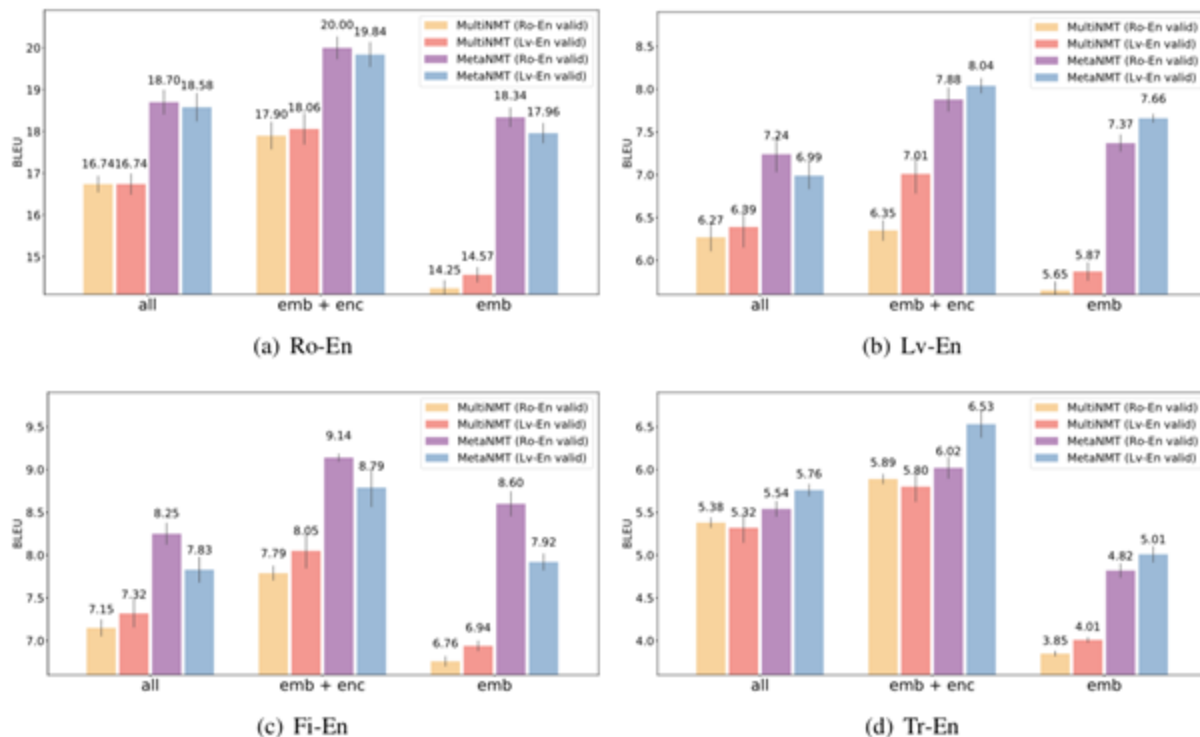 20
19
18
17
16
15
BLEU
MultiNMT (Ro-En valid)
MultiNMT (Lv-En valid)
MetaNMT (Ro-En valid)
MetaNMT (Lv-En valid)
16.74 16.74 18.70 18.58
17.90 18.06 20.00 19.84
14.25 14.57 18.34 17.96
all emb + enc emb
(a) Ro-En
8.5
8.0
7.5
7.0
6.5
6.0
BLEU
MultiNMT (Ro-En valid)
MultiNMT (Lv-En valid)
MetaNMT (Ro-En valid)
MetaNMT (Lv-En valid)
6.27 6.39 7.24 6.99
6.35 7.01 7.88 8.04
5.65 5.87 7.37 7.66
all emb + enc emb
(b) Lv-En
9.5
9.0
8.5
8.0
7.5
7.0
BLEU
MultiNMT (Ro-En valid)
MultiNMT (Lv-En valid)
MetaNMT (Ro-En valid)
MetaNMT (Lv-En valid)
7.15 7.32 8.25 7.83
7.79 8.05 9.14 8.79
6.76 6.94 8.60 7.92
all emb + enc emb
(c) Fi-En
6.5
6.0
5.5
5.0
4.5
4.0
BLEU
MultiNMT (Ro-En valid)
MultiNMT (Lv-En valid)
MetaNMT (Ro-En valid)
MetaNMT (Lv-En valid)
5.38 5.32 5.54 5.76
5.89 5.80 6.02 6.53
3.85 4.01 4.82 5.01
all emb + enc emb
(d) Tr-En